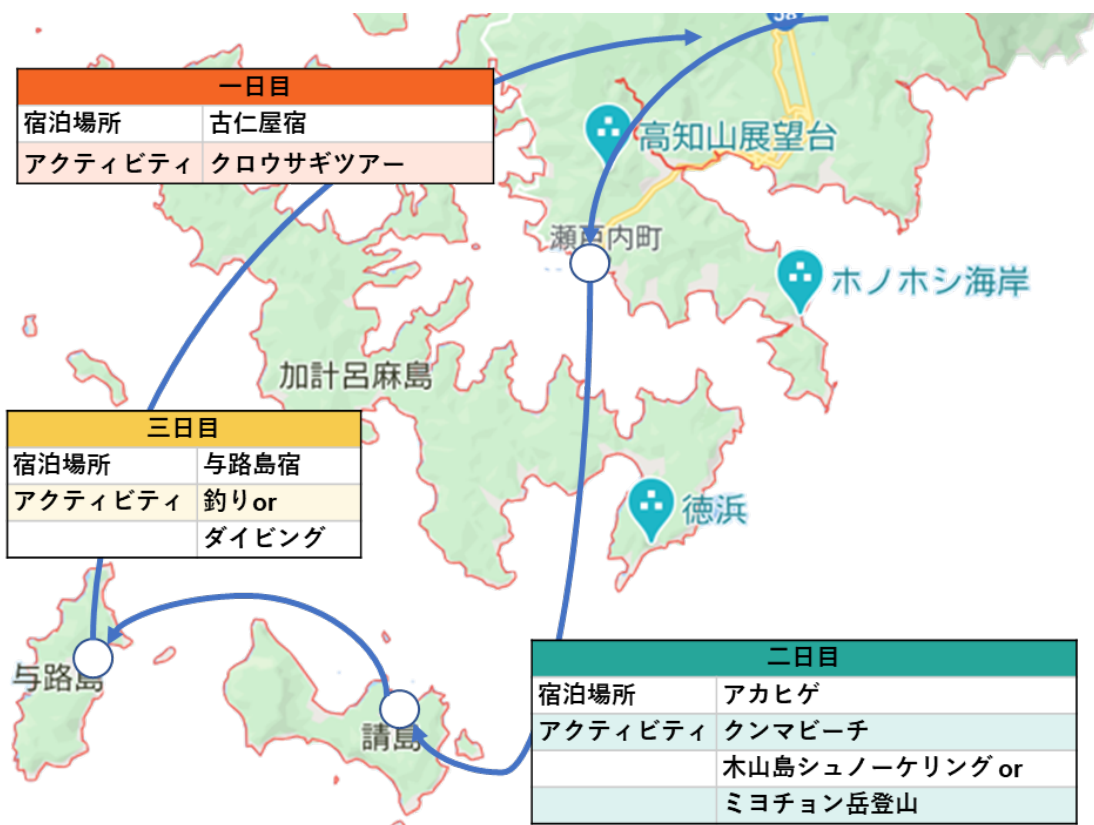 58
一日目
宿泊場所 古仁屋宿
アクティビティ クロウサギツアー
高知山展望台
瀬戸内町
ホノホシ海岸
加計呂麻島
三日目
宿泊場所 与路島宿
アクティビティ 釣りor
ダイビング
徳浜
与路島
請島
二日目
宿泊場所 アカヒゲ
アクティビティ クンマビーチ
木山島シュノーケリング or
ミヨチョン岳登山